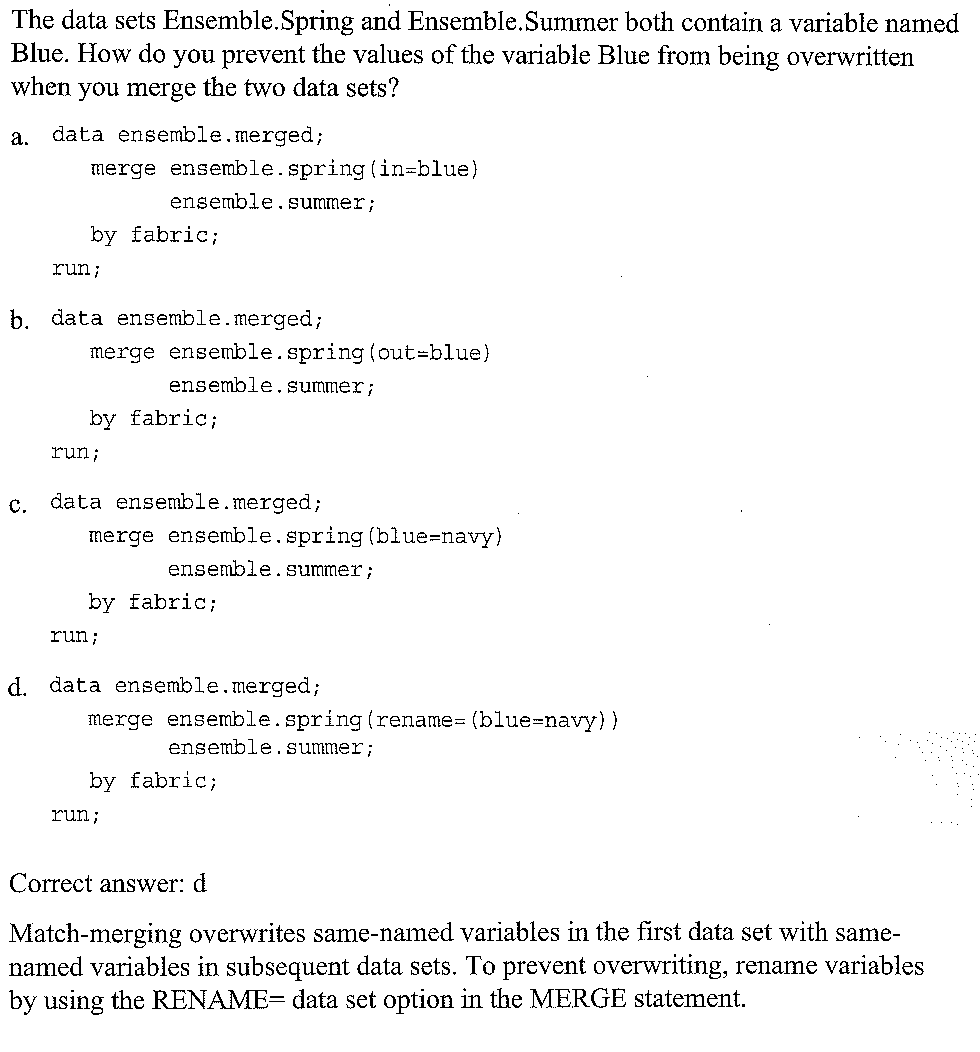 The data sets Ensemble.Spring and Ensemble.Summer both contain a variable named
Blue. How do you prevent the values of the variable Blue from being overwritten
when you merge the two data sets?
a. data ensemble.merged;
merge ensemble.spring(in=blue)
ensemble.summer;
by fabric;
run;
b. data ensemble.merged;
merge ensemble.spring(out=blue)
ensemble.summer;
by fabric;
run;
c. data ensemble.merged;
merge ensemble.spring(blue=navy)
ensemble.summer;
by fabric;
run;
d. data ensemble.merged;
merge ensemble.spring(rename=(blue=navy))
ensemble.summer;
by fabric;
run;
Correct answer: d
Match-merging overwrites same-named variables in the first data set with same-
named variables in subsequent data sets. To prevent overwriting, rename variables
by using the RENAME= data set option in the MERGE statement.